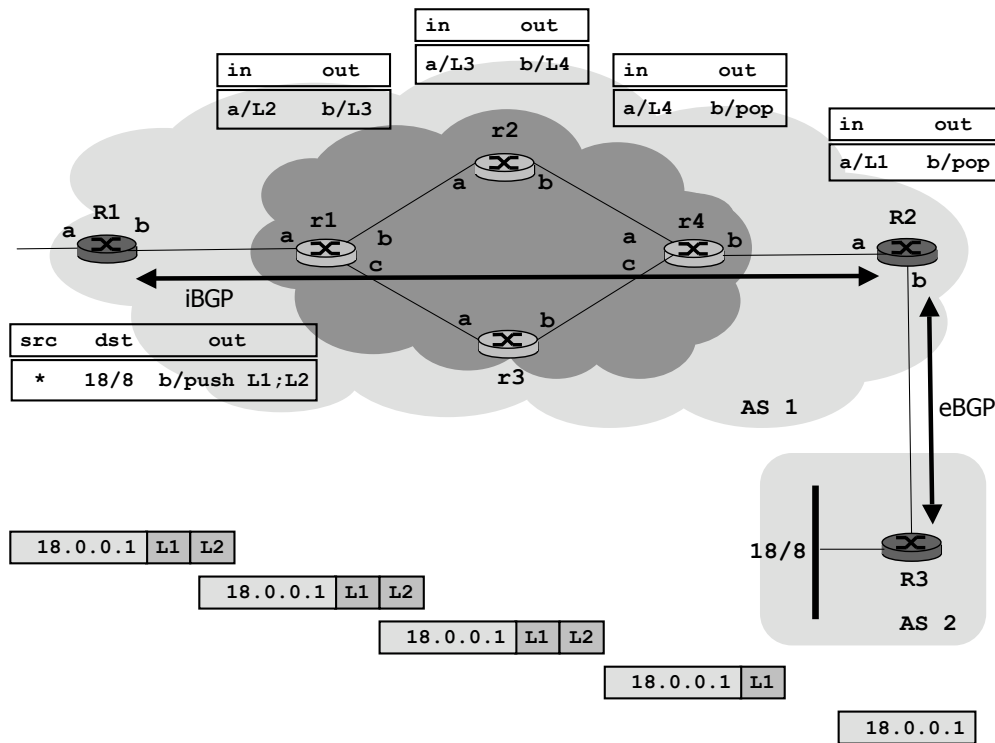 in out
a/L3 b/L4
in out
a/L2 b/L3
in out
a/L4 b/pop
in out
a/L1 b/pop
r2
a b
R1
a b
r1
a b
c
r4
a b
c
R2
a
b
iBGP
a b
r3
src dst out
* 18/8 b/push L1;L2
AS 1
eBGP
18.0.0.1 L1 L2
18/8
R3
18.0.0.1 L1 L2
AS 2
18.0.0.1 L1 L2
18.0.0.1 L1
18.0.0.1